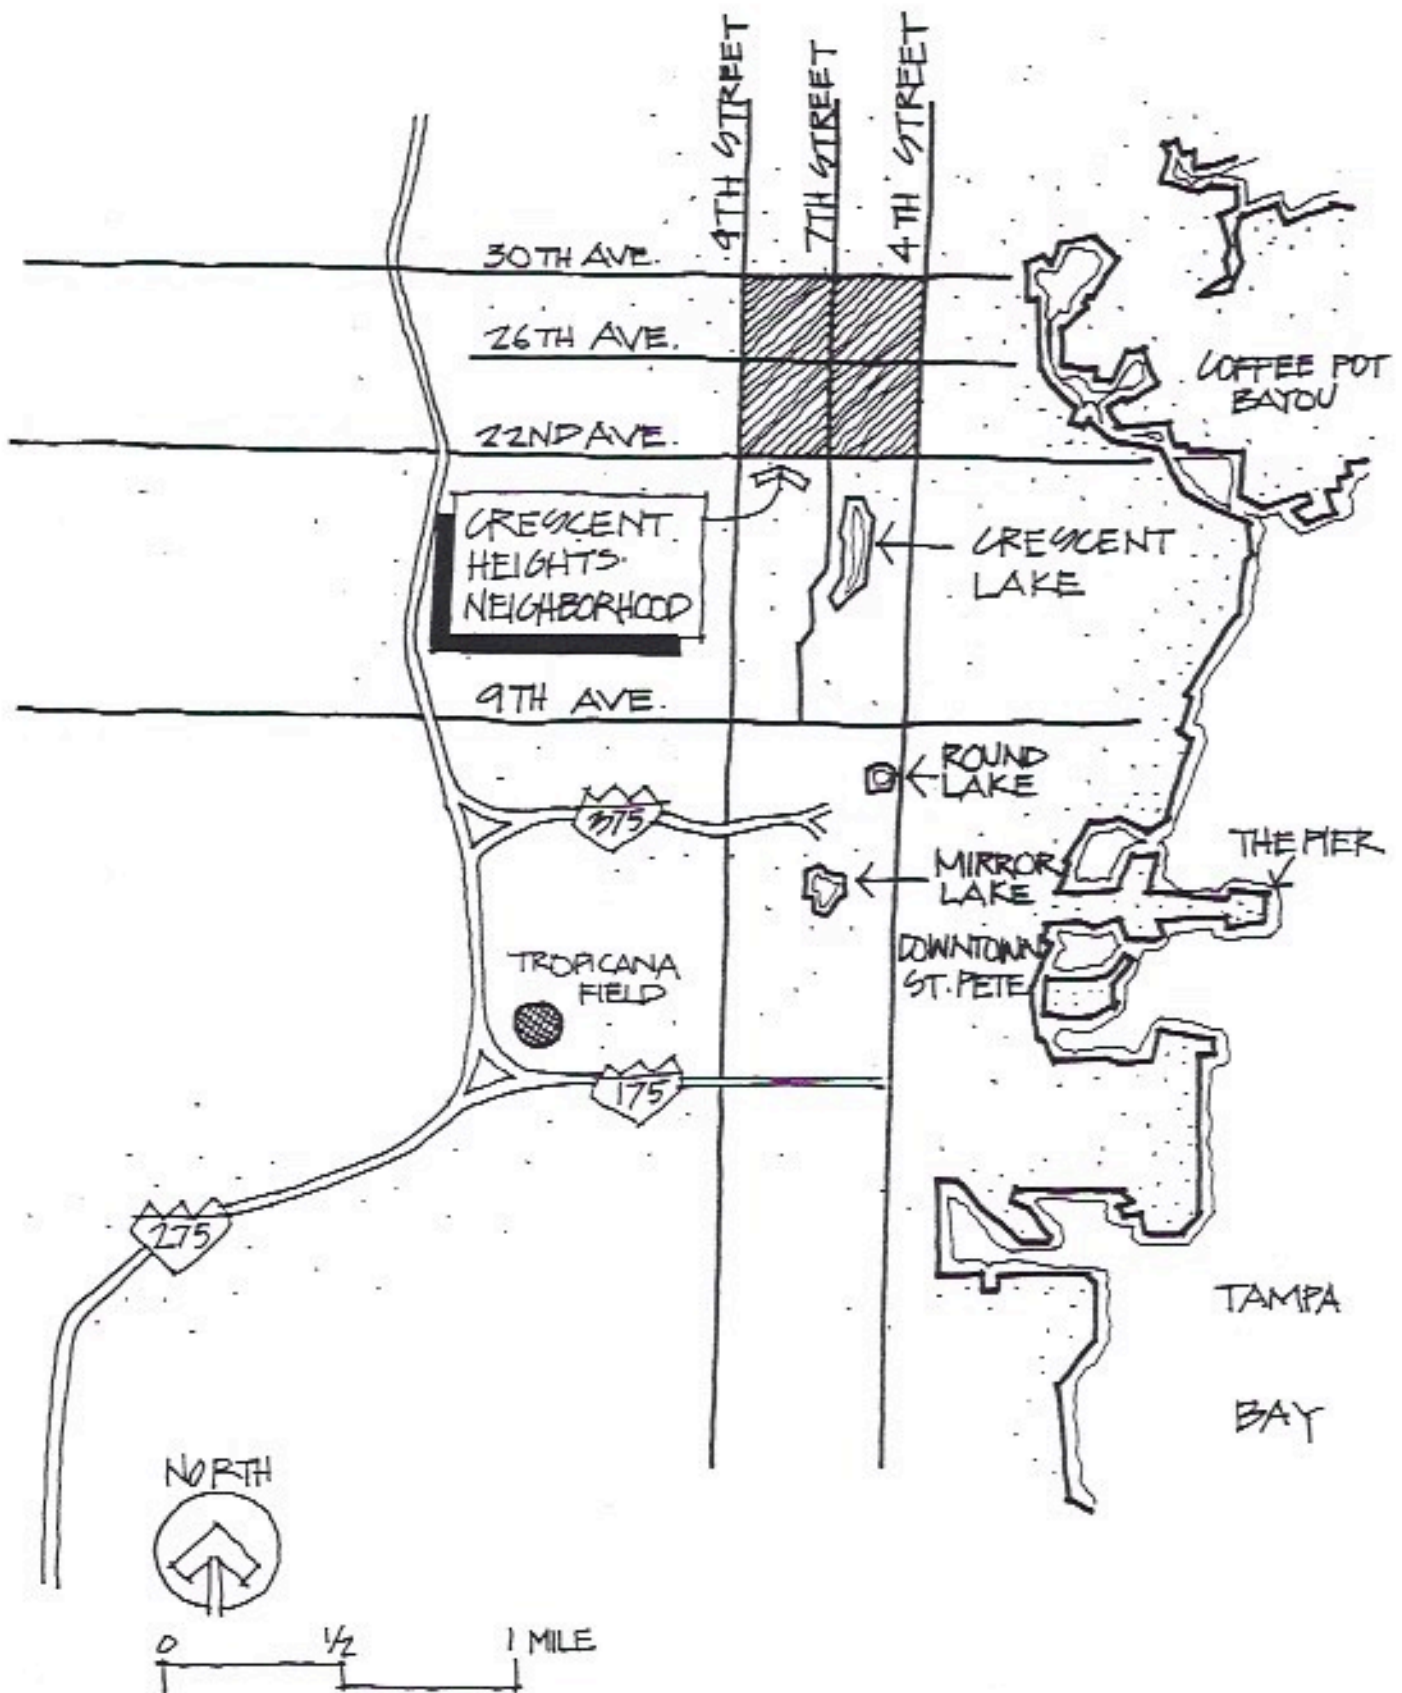 9TH STREET
7TH STREET
4TH STREET
30TH AVE.
26TH AVE.
COFFEE POT
BAYOU
22ND AVE.
CRESCENT
HEIGHTS
NEIGHBORHOOD
CRESCENT
LAKE
9TH AVE.
ROUND
LAKE
375
THE PIER
MIRROR
LAKE
TROPICANA
FIELD
DOWNTOWN
ST. PETE
175
275
TAMPA
BAY
NORTH
0 1/2 1 MILE